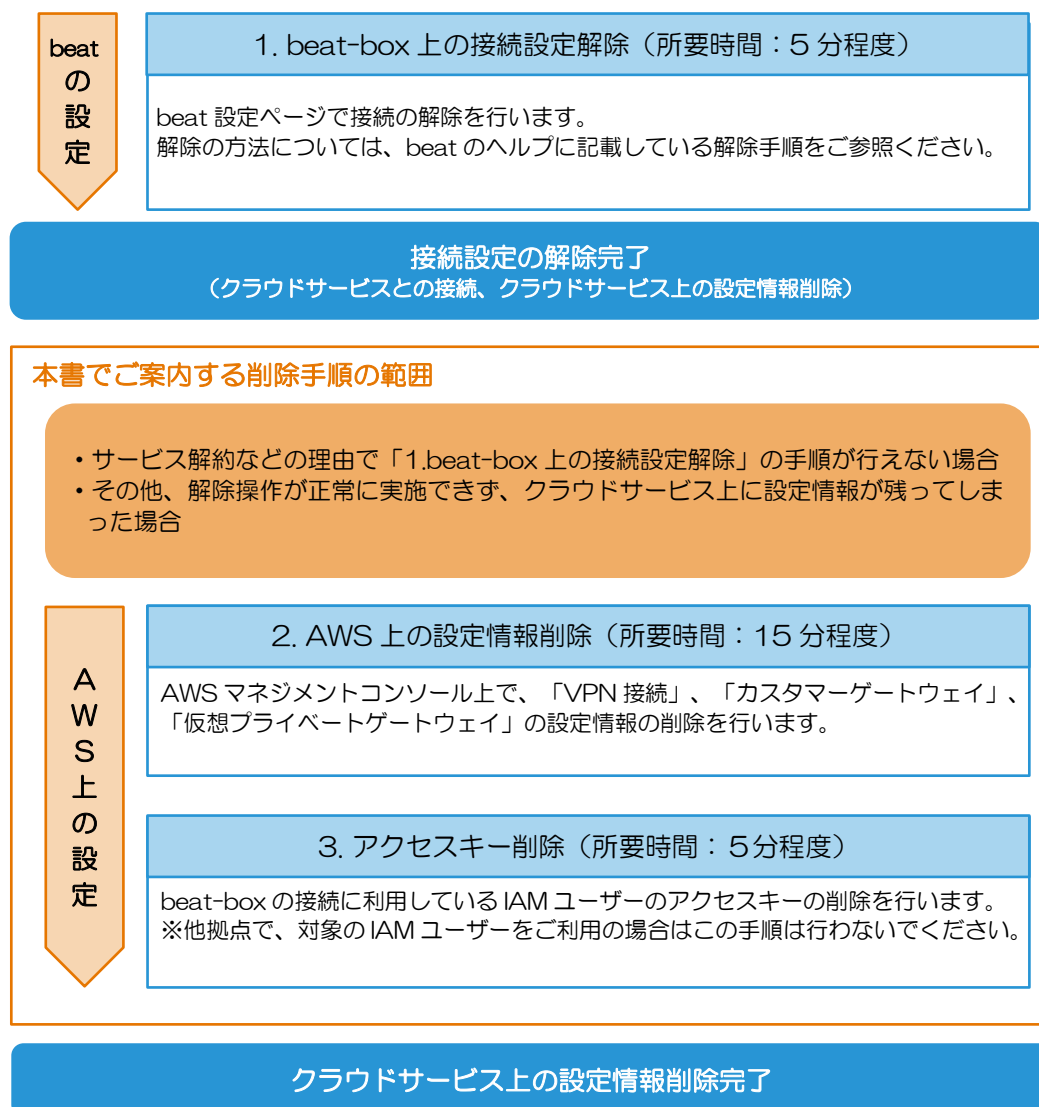 beatの設定
1. beat-box 上の接続設定解除（所要時間：5 分程度）
beat 設定ページで接続の解除を行います。
解除の方法については、beat のヘルプに記載している解除手順をご参照ください。
接続設定の解除完了
（クラウドサービスとの接続、クラウドサービス上の設定情報削除）
本書でご案内する削除手順の範囲
・サービス解約などの理由で「1.beat-box 上の接続設定解除」の手順が行えない場合
・その他、解除操作が正常に実施できず、クラウドサービス上に設定情報が残ってしま
った場合
AWS上の設定
2. AWS 上の設定情報削除（所要時間：15 分程度）
AWS マネジメントコンソール上で、「VPN 接続」、「カスタマーゲートウェイ」、
「仮想プライベートゲートウェイ」の設定情報の削除を行います。
3. アクセスキー削除（所要時間：５分程度）
beat-box の接続に利用している IAM ユーザーのアクセスキーの削除を行います。
※他拠点で、対象の IAM ユーザーをご利用の場合はこの手順は行わないでください。
クラウドサービス上の設定情報削除完了